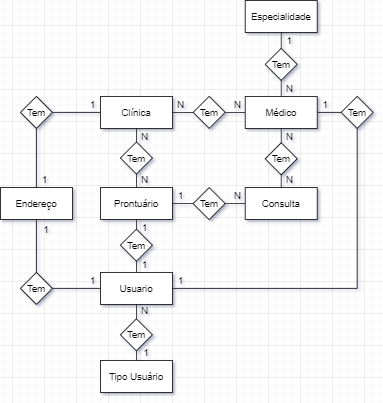 Especialidade
1
Tem
N
Tem 1 Clínica N Tem N Médico 1 Tem
N N
Tem Tem
1 N N
Endereço Prontuário 1 Tem N Consulta
1 1
Tem
1
Tem 1 Usuario 1
N
Tem
1
Tipo Usuário